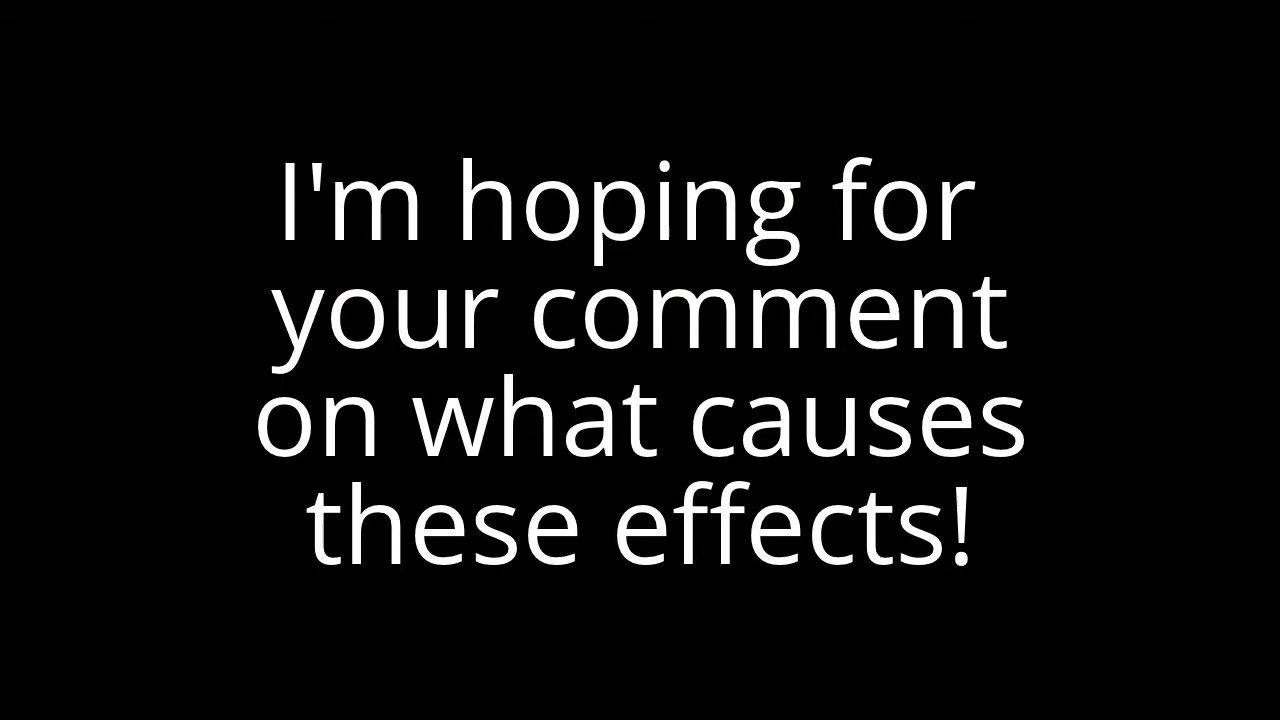 I'm hoping for
your comment
on what causes
these effects!